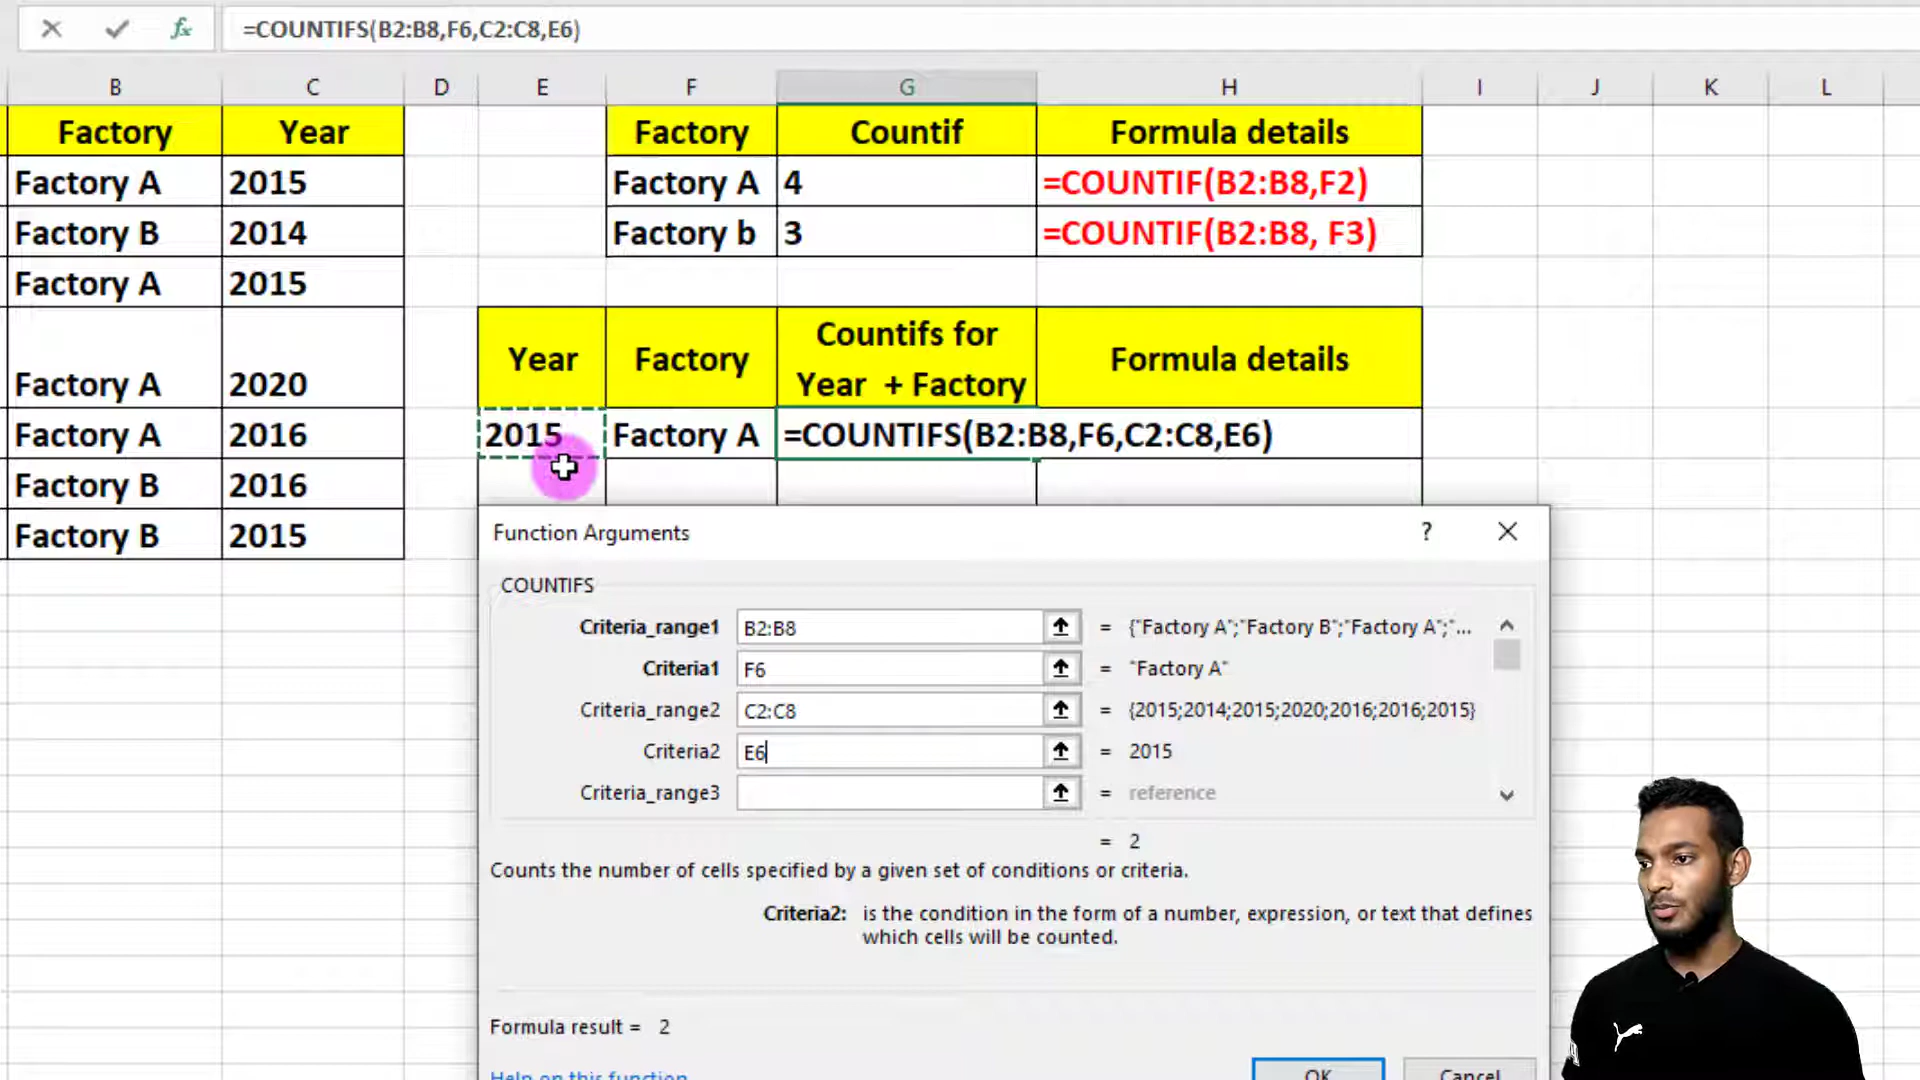 =COUNTIFS(B2:B8,F6,C2:C8,E6)
B C D E F G H I J K L
Factory Year Factory Countif Formula details
Factory A 2015 Factory A 4 =COUNTIF(B2:B8,F2)
Factory B 2014 Factory b 3 =COUNTIF(B2:B8, F3)
Factory A 2015
Year Factory Countifs for Year + Factory Formula details
Factory A 2020
Factory A 2016 2015 Factory A =COUNTIFS(B2:B8,F6,C2:C8,E6)
Factory B 2016
Factory B 2015
Function Arguments ?
COUNTIFS
Criteria_range1 B2:B8 = {"Factory A";"Factory B";"Factory A";"...
Criteria1 F6 = "Factory A"
Criteria_range2 C2:C8 = {2015;2014;2015;2020;2016;2016;2015}
Criteria2 E6 = 2015
Criteria_range3 = reference
= 2
Counts the number of cells specified by a given set of conditions or criteria.
Criteria2: is the condition in the form of a number, expression, or text that defines
which cells will be counted.
Formula result = 2
Help on this function
OK Cancel